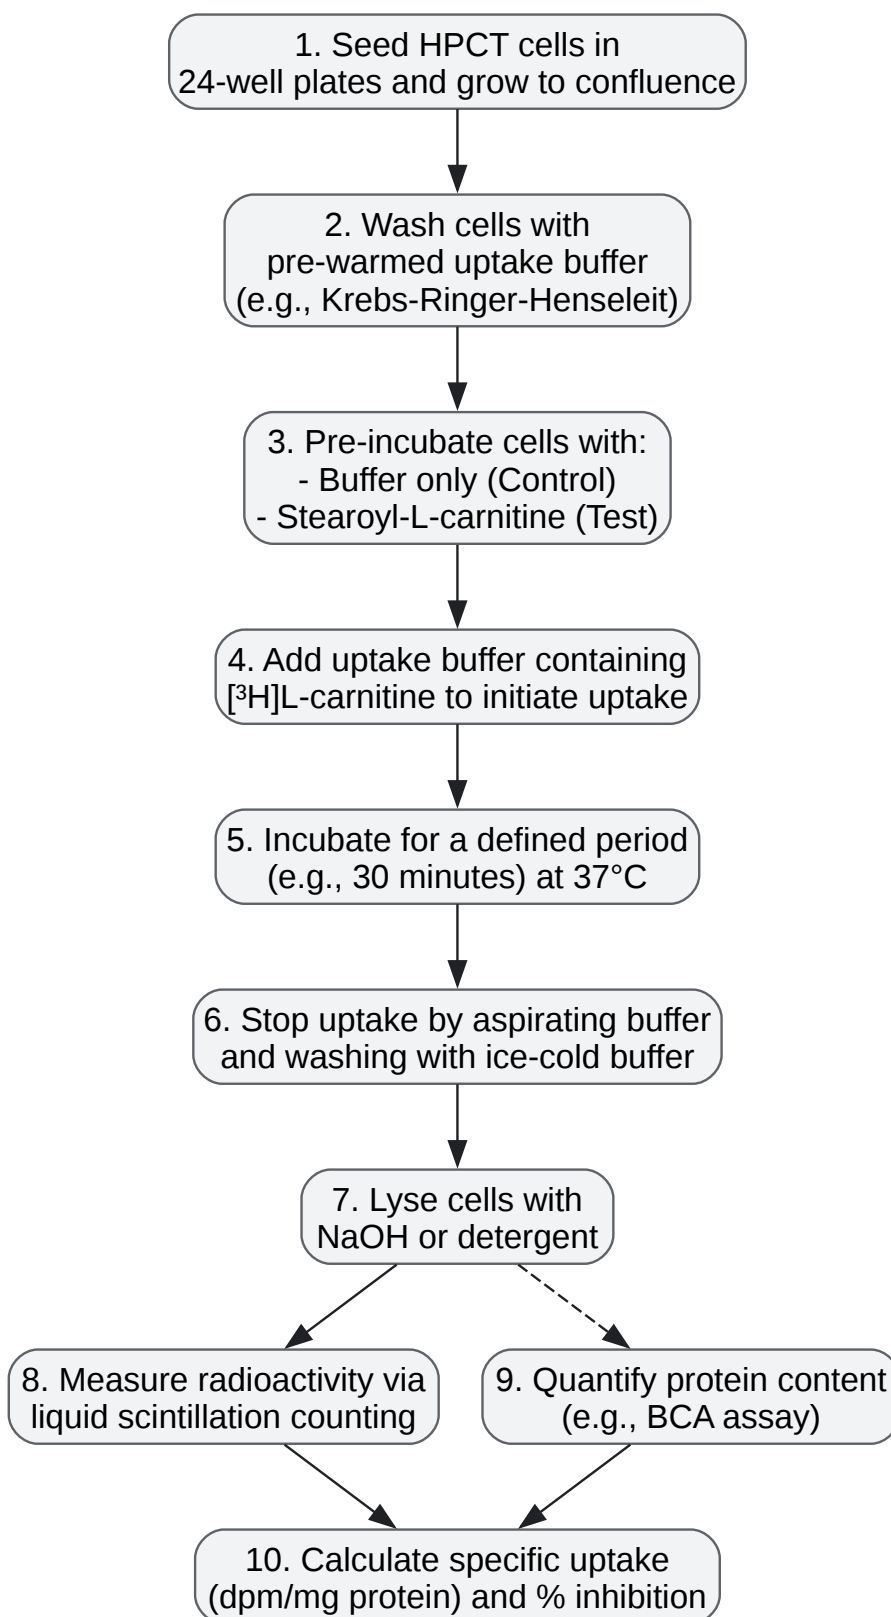 1. Seed HPCT cells in
24-well plates and grow to confluence
2. Wash cells with
pre-warmed uptake buffer
(e.g., Krebs-Ringer-Henseleit)
3. Pre-incubate cells with:
- Buffer only (Control)
- Stearoyl-L-carnitine (Test)
4. Add uptake buffer containing
[³H]L-carnitine to initiate uptake
5. Incubate for a defined period
(e.g., 30 minutes) at 37°C
6. Stop uptake by aspirating buffer
and washing with ice-cold buffer
7. Lyse cells with
NaOH or detergent
8. Measure radioactivity via
liquid scintillation counting
9. Quantify protein content
(e.g., BCA assay)
10. Calculate specific uptake
(dpm/mg protein) and % inhibition